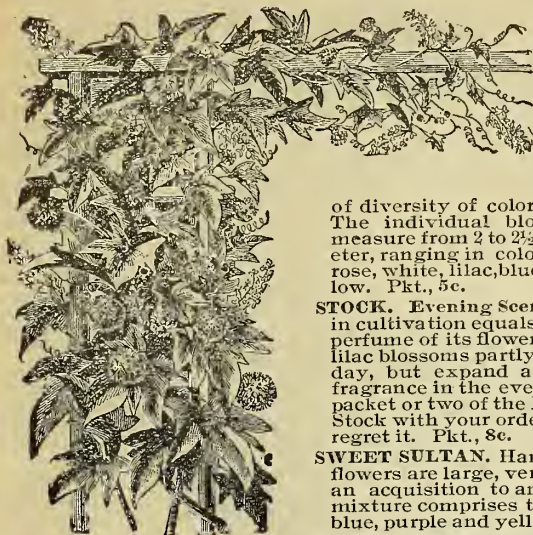 of diversity of color
The individual blo
measure from 2 to 2½
eter, ranging in colo
rose, white, lilac,blue
low. Pkt., 5c.
STOCK. Evening Scen
in cultivation equals
perfume of its flower
lilac blossoms partly
day, but expand a
fragrance in the eve
packet or two of the
Stock with your orde
regret it. Pkt., 8c.
SWEET SULTAN. Har
flowers are large, ver
an acquisition to an
mixture comprises t
blue, purple and yell